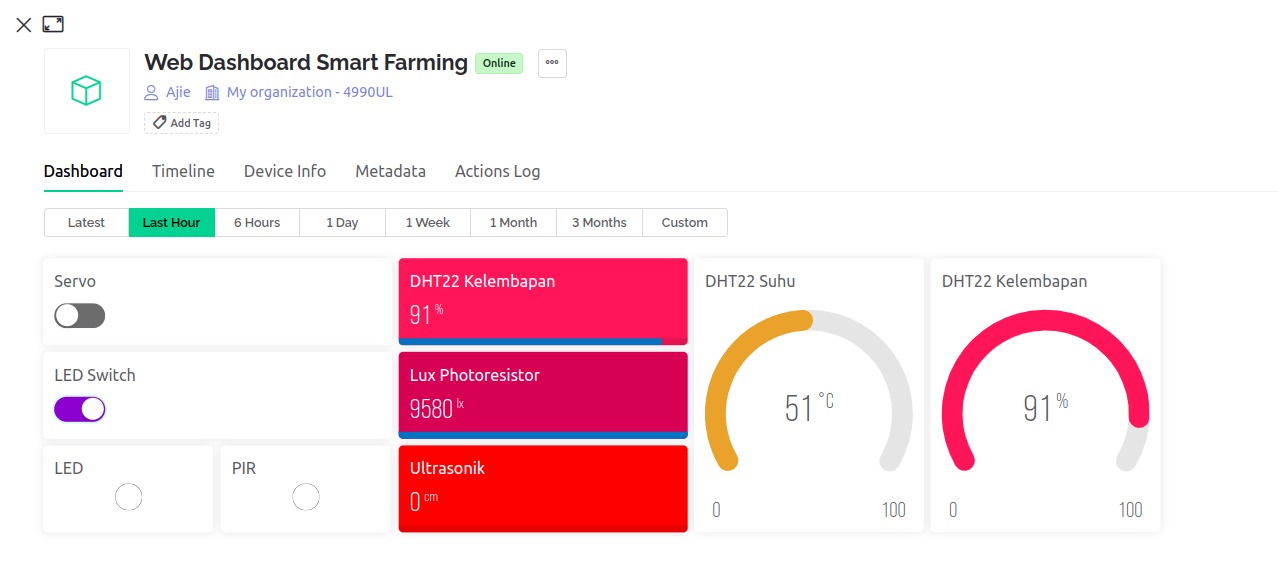 Web Dashboard Smart Farming Online
Ajie My organization - 4990UL
Add Tag
Dashboard Timeline Device Info Metadata Actions Log
Latest Last Hour 6 Hours 1 Day 1 Week 1 Month 3 Months Custom
Servo
LED Switch
LED
PIR
DHT22 Kelembapan
91 %
Lux Photoresistor
9580 lx
Ultrasonik
0 cm
DHT22 Suhu
51 °C
0 100
DHT22 Kelembapan
91 %
0 100